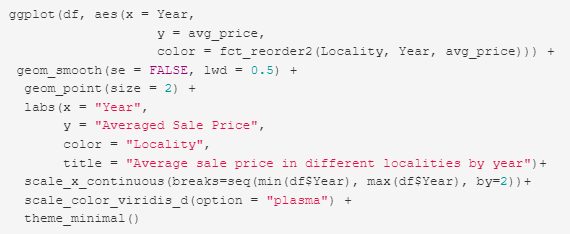 ggplot(df, aes(x = Year,
y = avg_price,
color = fct_reorder2(Locality, Year, avg_price))) +
geom_smooth(se = FALSE, lwd = 0.5) +
geom_point(size = 2) +
labs(x = "Year",
y = "Averaged Sale Price",
color = "Locality",
title = "Average sale price in different localities by year")+
scale_x_continuous(breaks=seq(min(df$Year), max(df$Year), by=2))+
scale_color_viridis_d(option = "plasma") +
theme_minimal()